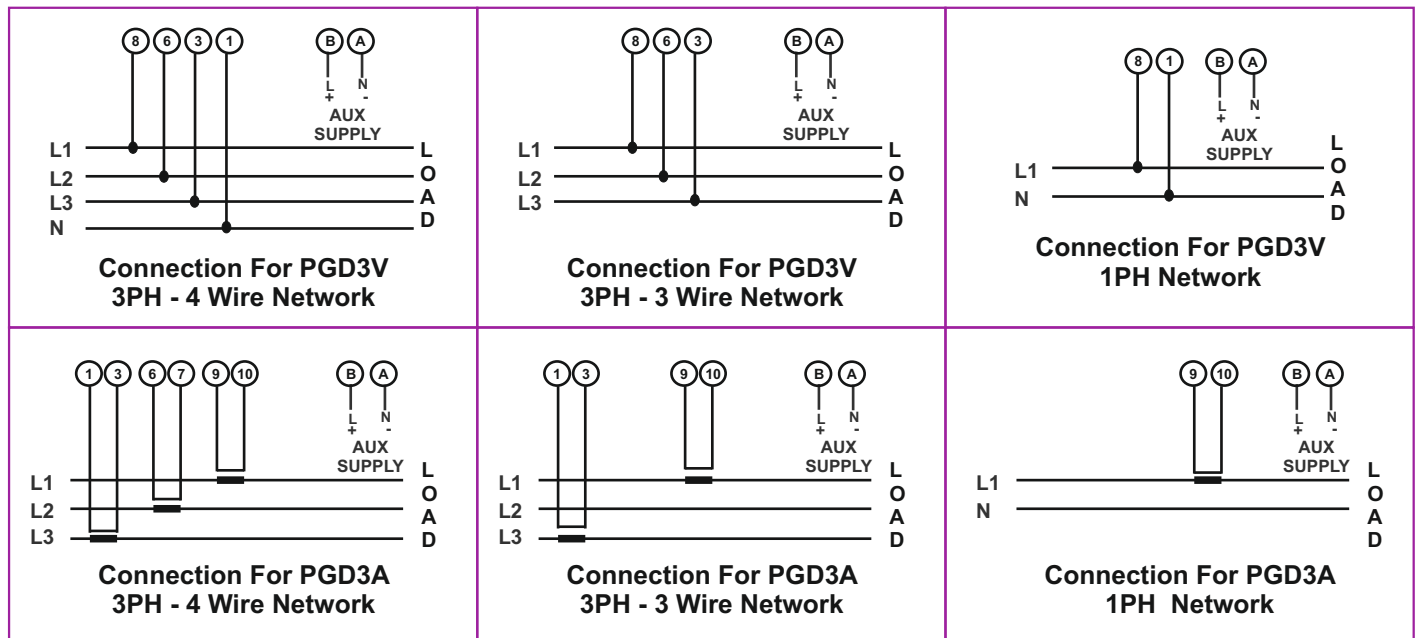 8 6 3 1 B A
L N
+ -
AUX
SUPPLY
L1
L2
L3
N
L
O
A
D
Connection For PGD3V
3PH - 4 Wire Network
8 6 3 B A
L N
+ -
AUX
SUPPLY
L1
L2
L3
L
O
A
D
Connection For PGD3V
3PH - 3 Wire Network
8 1 B A
L N
+ -
AUX
SUPPLY
L1
N
L
O
A
D
Connection For PGD3V
1PH Network
1 3 6 7 9 10 B A
L N
+ -
AUX
SUPPLY
L1
L2
L3
L
O
A
D
Connection For PGD3A
3PH - 4 Wire Network
1 3 9 10 B A
L N
+ -
AUX
SUPPLY
L1
L2
L3
L
O
A
D
Connection For PGD3A
3PH - 3 Wire Network
9 10 B A
L N
+ -
AUX
SUPPLY
L1
N
L
O
A
D
Connection For PGD3A
1PH Network